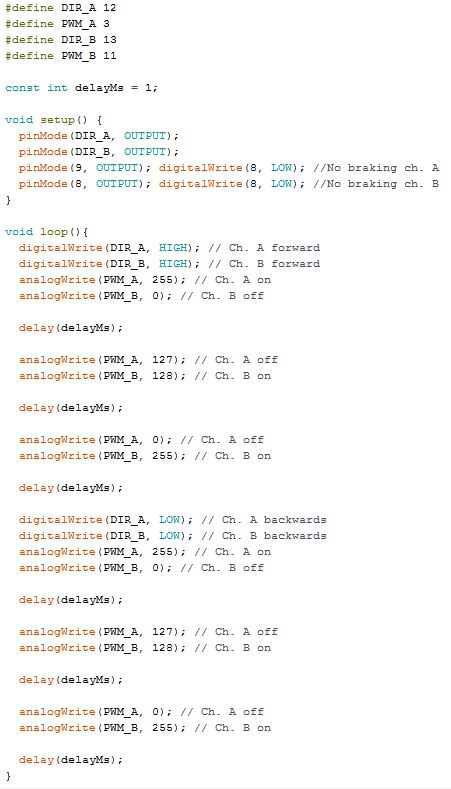 #define DIR_A 12
#define PWM_A 3
#define DIR_B 13
#define PWM_B 11

const int delayMs = 1;

void setup() {
  pinMode(DIR_A, OUTPUT);
  pinMode(DIR_B, OUTPUT);
  pinMode(9, OUTPUT); digitalWrite(8, LOW); //No braking ch. A
  pinMode(8, OUTPUT); digitalWrite(8, LOW); //No braking ch. B
}

void loop(){
  digitalWrite(DIR_A, HIGH); // Ch. A forward
  digitalWrite(DIR_B, HIGH); // Ch. B forward
  analogWrite(PWM_A, 255); // Ch. A on
  analogWrite(PWM_B, 0); // Ch. B off

  delay(delayMs);

  analogWrite(PWM_A, 127); // Ch. A off
  analogWrite(PWM_B, 128); // Ch. B on

  delay(delayMs);

  analogWrite(PWM_A, 0); // Ch. A off
  analogWrite(PWM_B, 255); // Ch. B on

  delay(delayMs);

  digitalWrite(DIR_A, LOW); // Ch. A backwards
  digitalWrite(DIR_B, LOW); // Ch. B backwards
  analogWrite(PWM_A, 255); // Ch. A on
  analogWrite(PWM_B, 0); // Ch. B off

  delay(delayMs);

  analogWrite(PWM_A, 127); // Ch. A off
  analogWrite(PWM_B, 128); // Ch. B on

  delay(delayMs);

  analogWrite(PWM_A, 0); // Ch. A off
  analogWrite(PWM_B, 255); // Ch. B on

  delay(delayMs);
}